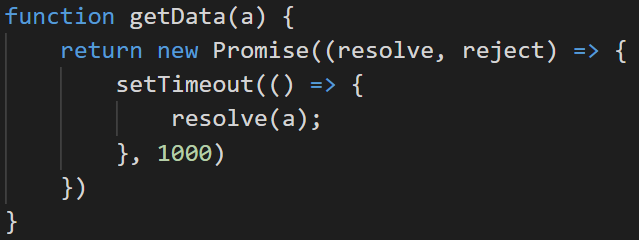 function getData(a) {
    return new Promise((resolve, reject) => {
        setTimeout(() => {
            resolve(a);
        }, 1000)
    })
}